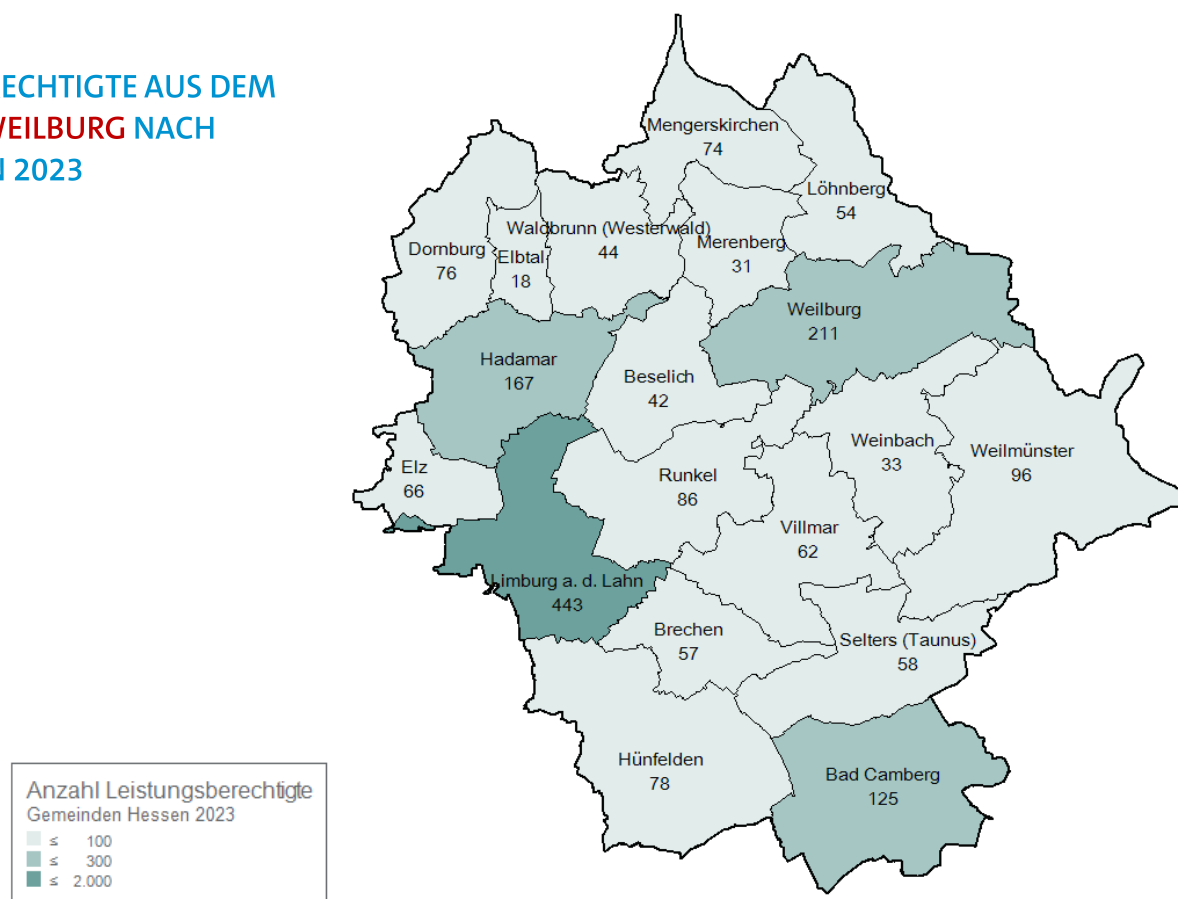 ECHTIGTE AUS DEM
WEILBURG NACH
N 2023
Mengerskirchen
74
Löhnberg
54
Waldbrunn (Westerwald)
44
Dornburg
76
Elbtal
18
Merenberg
31
Weilburg
211
Hadamar
167
Beselich
42
Weinbach
33
Weilmünster
96
Elz
66
Runkel
86
Villmar
62
Limburg a. d. Lahn
443
Brechen
57
Selters (Taunus)
58
Hünfelden
78
Bad Camberg
125
Anzahl Leistungsberechtigte
Gemeinden Hessen 2023
≤ 100
≤ 300
≤ 2.000